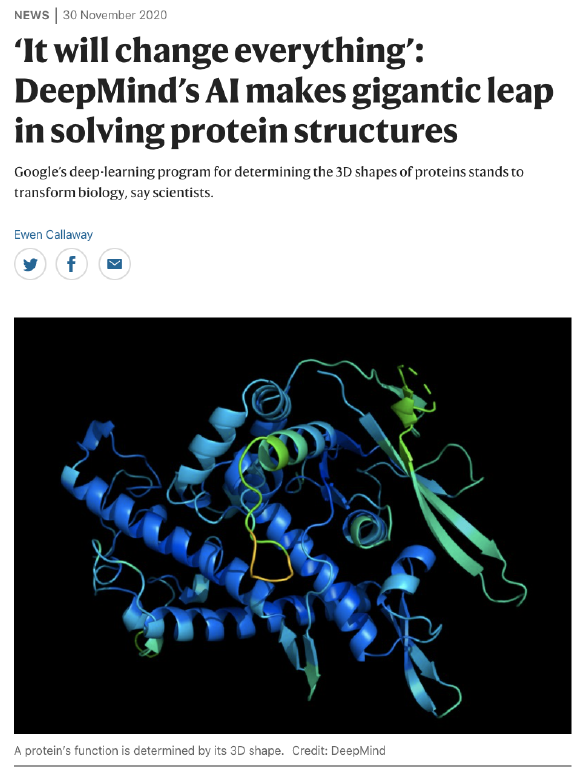 NEWS | 30 November 2020
‘It will change everything’:
DeepMind’s AI makes gigantic leap
in solving protein structures
Google’s deep-learning program for determining the 3D shapes of proteins stands to
transform biology, say scientists.
Ewen Callaway
A protein’s function is determined by its 3D shape. Credit: DeepMind